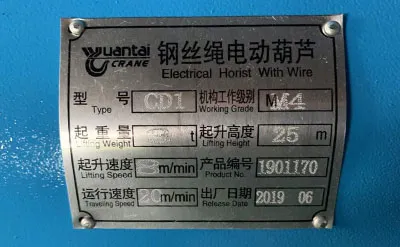 Yuantai CRANE 钢丝绳电动葫芦
Electrical Horist With Wire
型 号 Type CD1 机构工作级别 Working Grade M M4
起 重 量 Lifting Weight t 起升高度 Lifting Height 25 m
起升速度 Lifting Speed 8 m/min 产品编号 1901170
运行速度 Traveling Speed 20 m/min 出厂日期 Release Date 2019 06